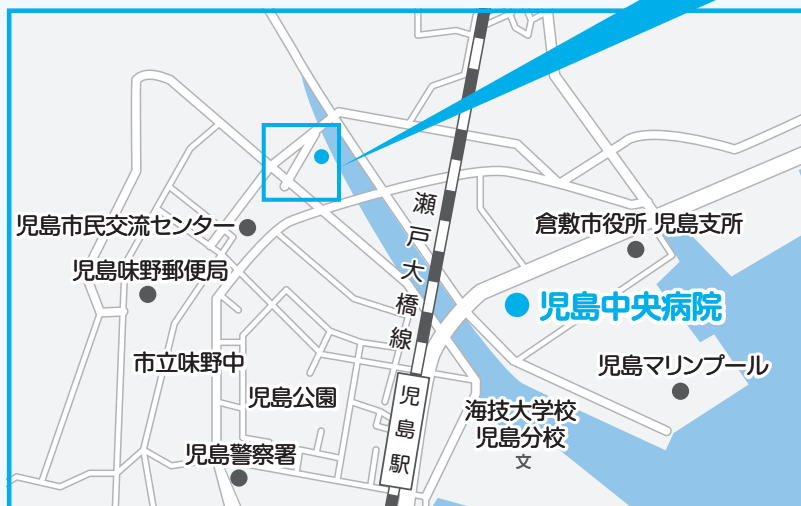 児島市民交流センター
児島味野郵便局
市立味野中
児島公園
児島警察署
瀬戸大橋線
児島駅
倉敷市役所 児島支所
児島中央病院
児島マリンプール
海技大学校
児島分校
文